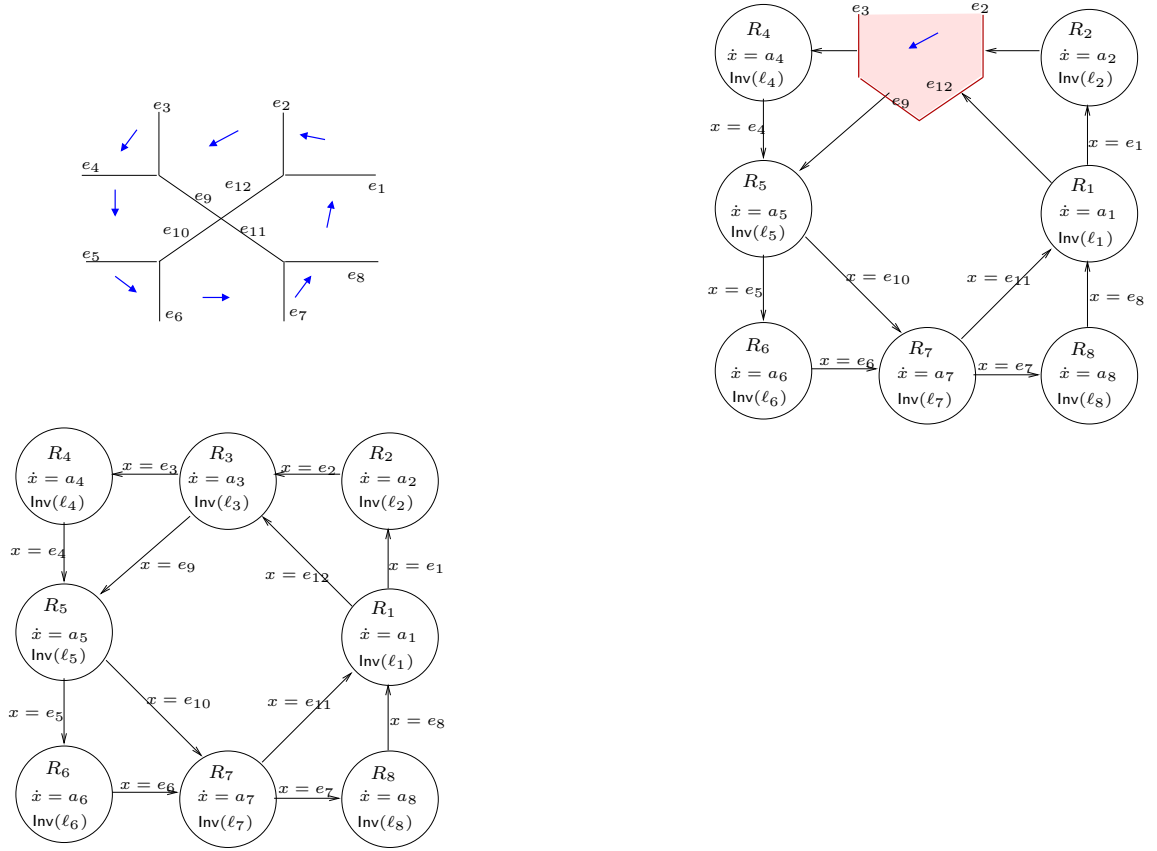 e₃
e₂
e₄
e₁
e₉
e₁₂
e₁₀
e₁₁
e₅
e₈
e₆
e₇
e₃
e₂
R₄
ẋ = a₄
Inv(ℓ₄)
e₉
e₁₂
R₂
ẋ = a₂
Inv(ℓ₂)
x = e₄
x = e₁
R₅
ẋ = a₅
Inv(ℓ₅)
R₁
ẋ = a₁
Inv(ℓ₁)
x = e₅
x = e₁₀
x = e₁₁
x = e₈
R₆
ẋ = a₆
Inv(ℓ₆)
x = e₆
R₇
ẋ = a₇
Inv(ℓ₇)
x = e₇
R₈
ẋ = a₈
Inv(ℓ₈)
R₄
ẋ = a₄
Inv(ℓ₄)
x = e₃
R₃
ẋ = a₃
Inv(ℓ₃)
x = e₂
R₂
ẋ = a₂
Inv(ℓ₂)
x = e₄
x = e₉
x = e₁₂
x = e₁
R₅
ẋ = a₅
Inv(ℓ₅)
R₁
ẋ = a₁
Inv(ℓ₁)
x = e₅
x = e₁₀
x = e₁₁
x = e₈
R₆
ẋ = a₆
Inv(ℓ₆)
x = e₆
R₇
ẋ = a₇
Inv(ℓ₇)
x = e₇
R₈
ẋ = a₈
Inv(ℓ₈)